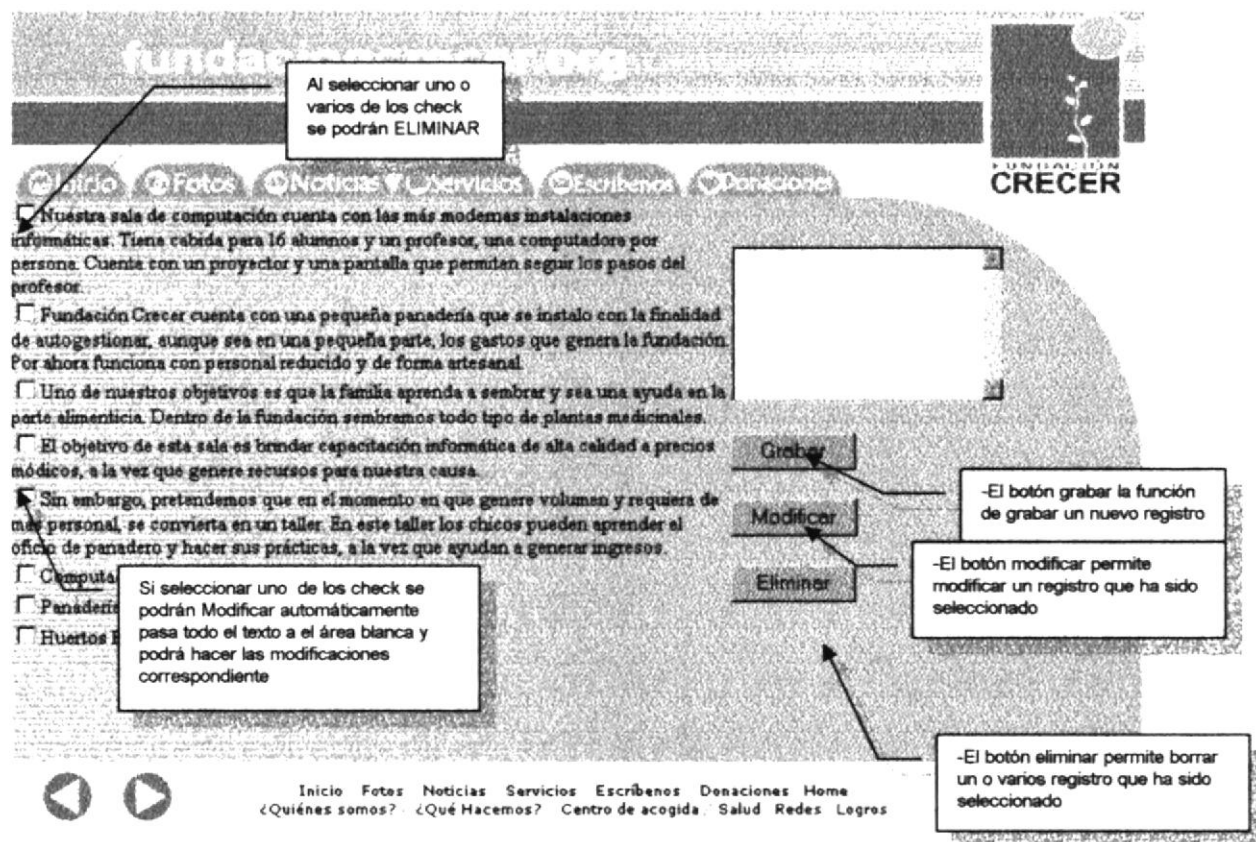 Al seleccionar uno o
varios de los check
se podrán ELIMINAR
FUNDACIÓN
CRECER
Inicio Fotos Noticias Servicios Escríbenos Donaciones
Nuestra sala de computación cuenta con las más modernas instalaciones
informáticas. Tiene cabida para 16 alumnos y un profesor, una computadora por
persona. Cuenta con un proyector y una pantalla que permiten seguir los pasos del
profesor.
Fundación Crecer cuenta con una pequeña panadería que se instalo con la finalidad
de autogestionar, aunque sea en una pequeña parte, los gastos que genera la fundación.
Por ahora funciona con personal reducido y de forma artesanal.
Uno de nuestros objetivos es que la familia aprenda a sembrar y sea una ayuda en la
parte alimenticia. Dentro de la fundación sembramos todo tipo de plantas medicinales.
El objetivo de esta sala es brindar capacitación informática de alta calidad a precios
módicos, a la vez que genere recursos para nuestra causa.
Sin embargo, pretendemos que en el momento en que genere volumen y requiera de
más personal, se convierta en un taller. En este taller los chicos pueden aprender el
oficio de panadero y hacer sus prácticas, a la vez que ayudan a generar ingresos.
Huertos
Si seleccionar uno de los check se
podrán Modificar automáticamente
pasa todo el texto a el área blanca y
podrá hacer las modificaciones
correspondiente
Grabar
Modificar
Eliminar
-El botón grabar la función
de grabar un nuevo registro
-El botón modificar permite
modificar un registro que ha sido
seleccionado
-El botón eliminar permite borrar
un o varios registro que ha sido
seleccionado
Inicio Fotos Noticias Servicios Escríbenos Donaciones Home
¿Quiénes somos? ¿Qué Hacemos? Centro de acogida Salud Redes Logros